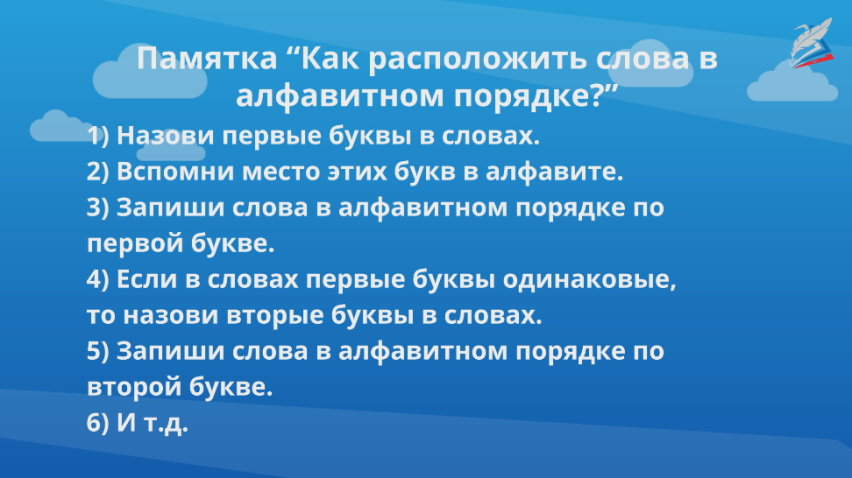 Памятка “Как расположить слова в
алфавитном порядке?”
1) Назови первые буквы в словах.
2) Вспомни место этих букв в алфавите.
3) Запиши слова в алфавитном порядке по
первой букве.
4) Если в словах первые буквы одинаковые,
то назови вторые буквы в словах.
5) Запиши слова в алфавитном порядке по
второй букве.
6) И т.д.